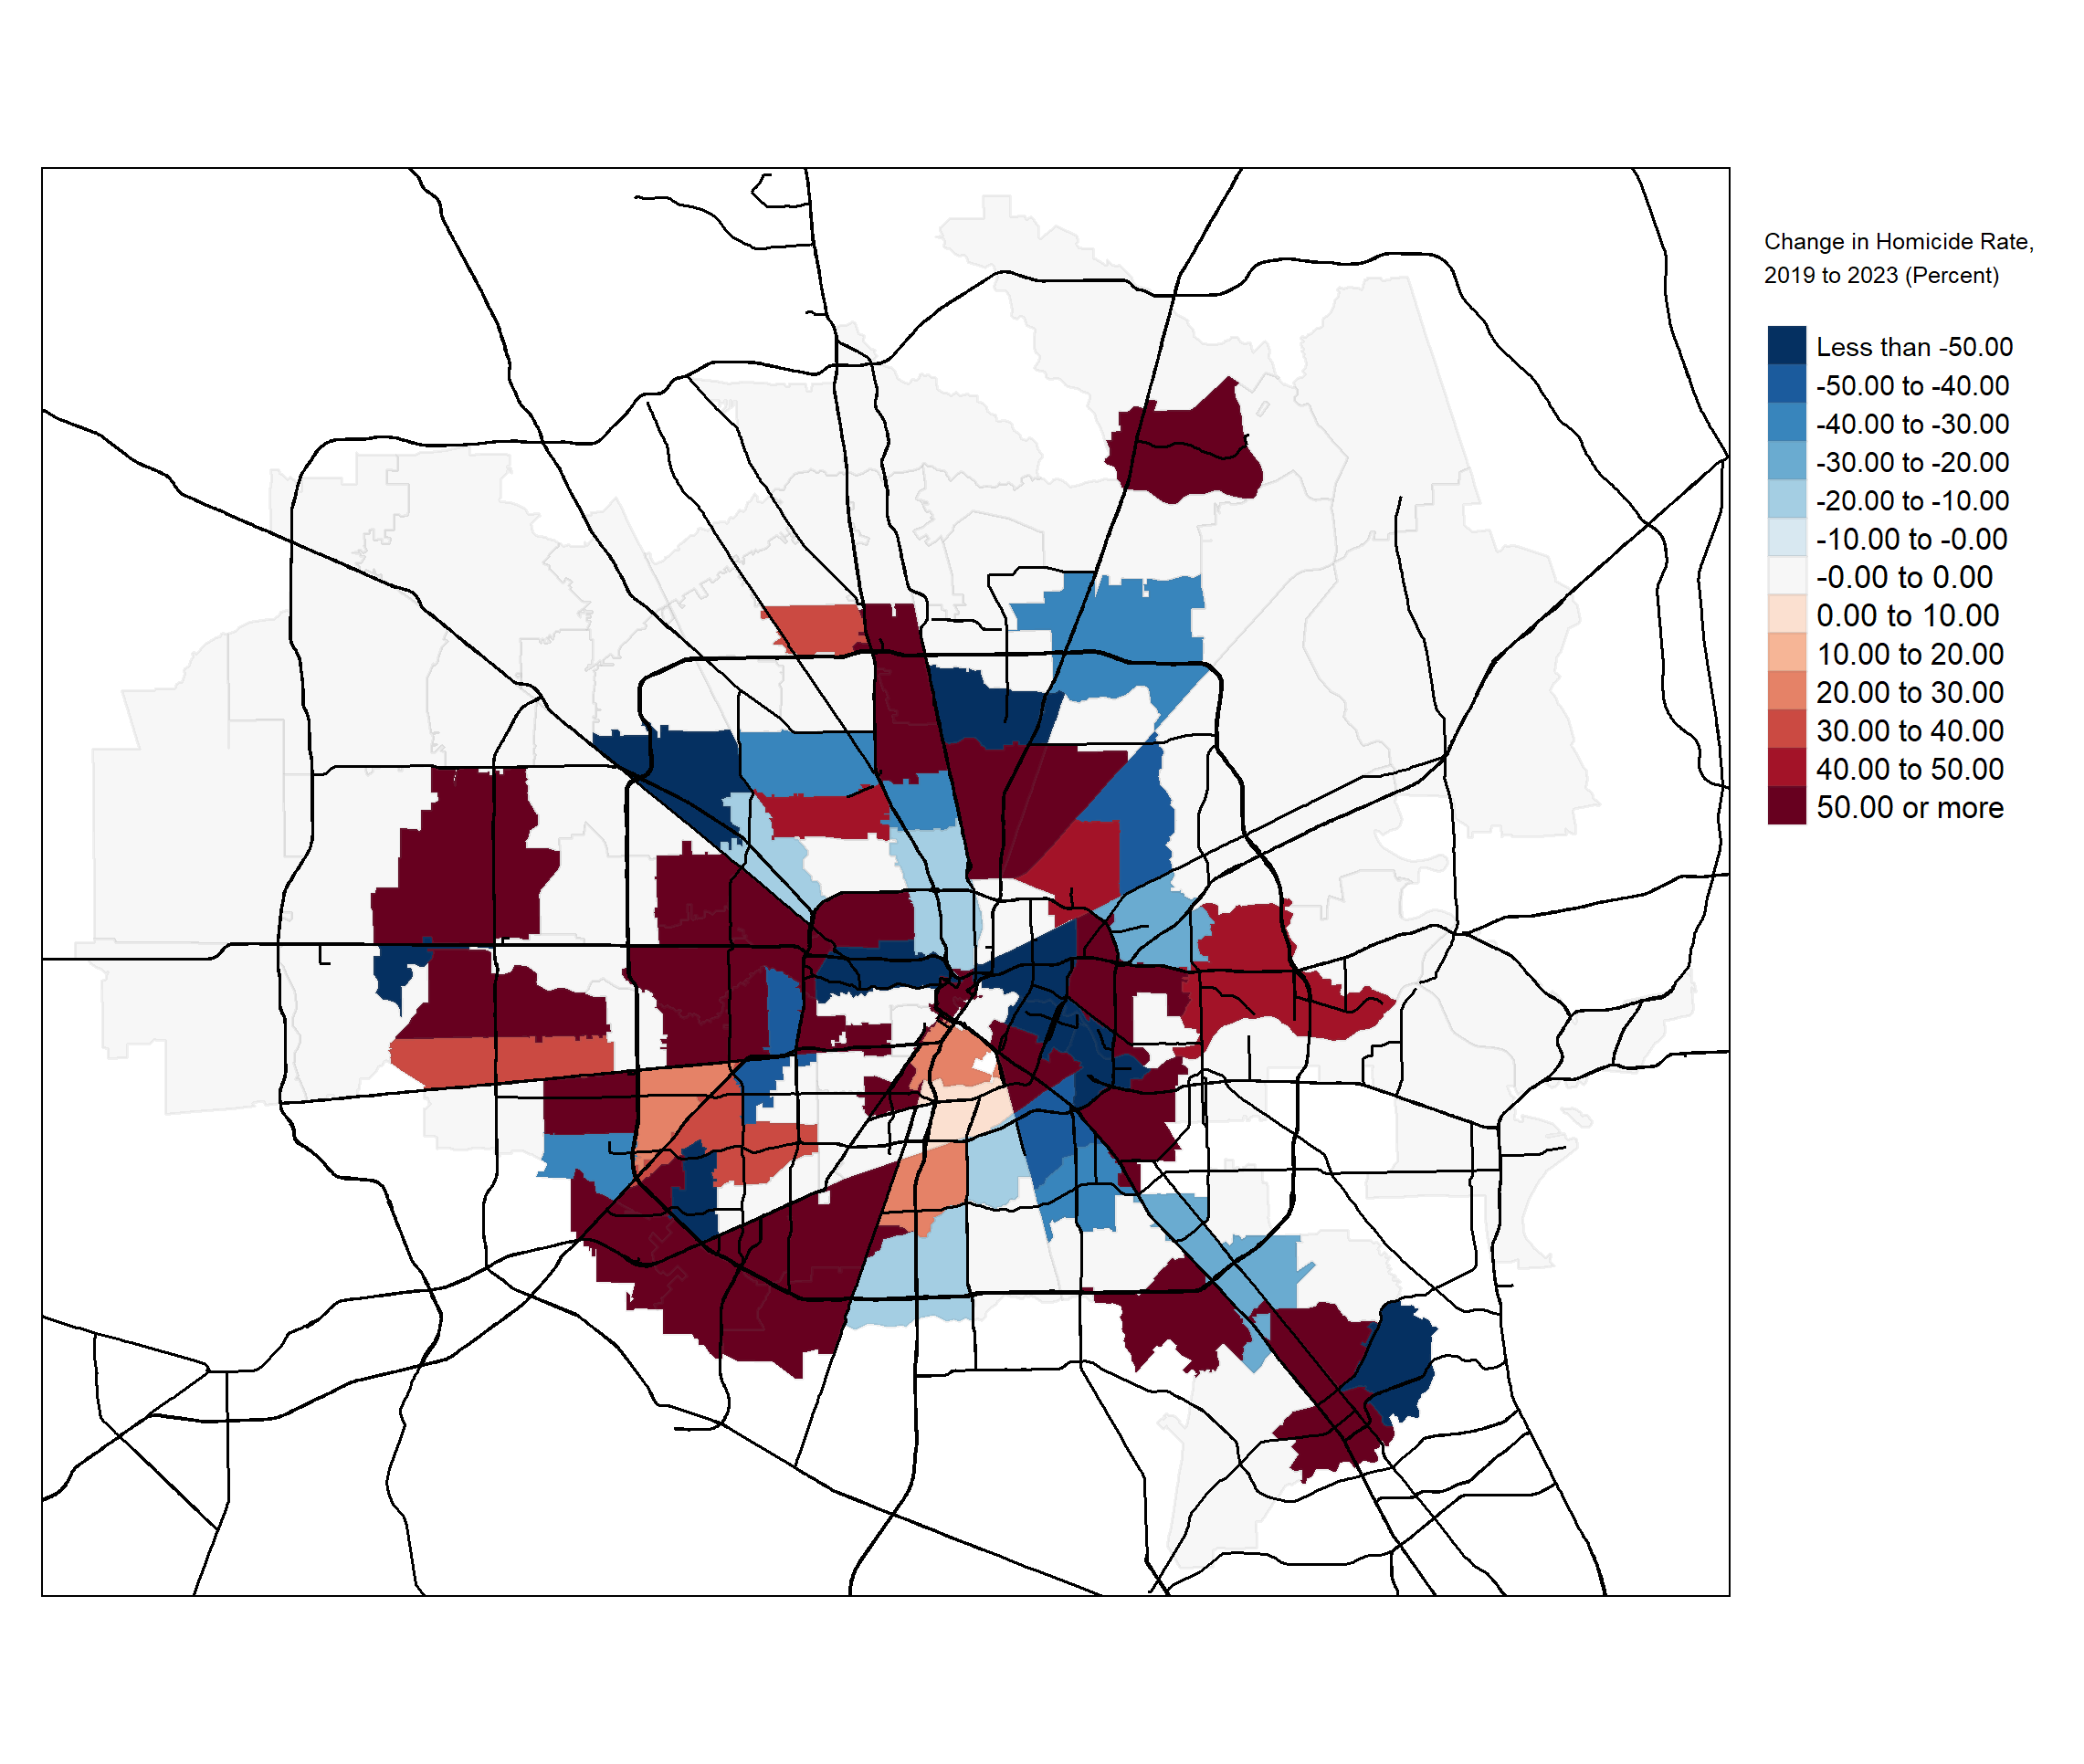 Change in Homicide Rate,
2019 to 2023 (Percent)
Less than -50.00
-50.00 to -40.00
-40.00 to -30.00
-30.00 to -20.00
-20.00 to -10.00
-10.00 to -0.00
-0.00 to 0.00
0.00 to 10.00
10.00 to 20.00
20.00 to 30.00
30.00 to 40.00
40.00 to 50.00
50.00 or more